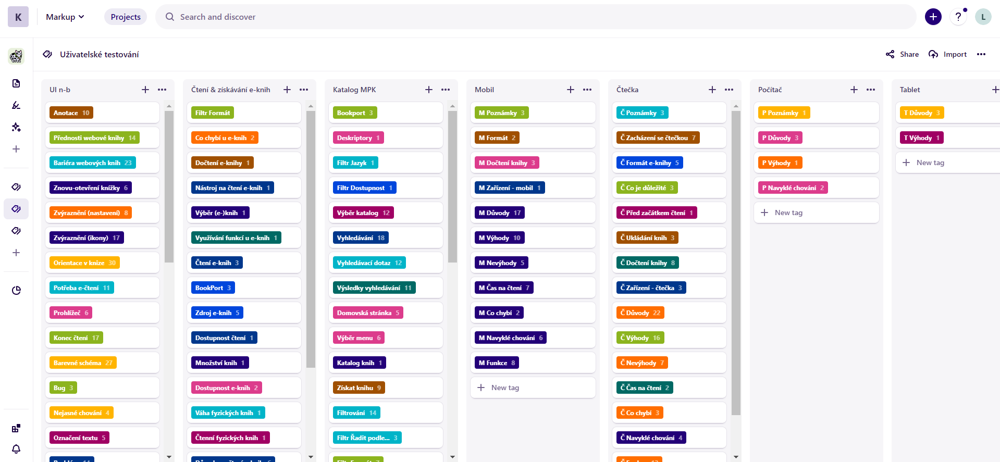 K
Markup
Projects
Search and discover
?
L
Uživatelské testování
Share
Import
UI n-b
Anotace 10
Přednosti webové knihy 14
Bariéra webových knih 23
Znovu-otevření knížky 6
Zvýraznění (nastavení) 8
Zvýraznění (ikony) 17
Orientace v knize 30
Potřeba e-čtení 11
Prohlížeč 6
Konec čtení 17
Barevné schéma 27
Bug 3
Nejasné chování 4
Označení textu 5
Čtení & získávání e-knih
Filtr Formát
Co chybí u e-knih 2
Dočtení e-knihy 1
Nástroj na čtení e-knih 1
Výběr (e-)knih 1
Využívání funkcí u e-knih 1
Čtení e-knih 3
BookPort 3
Zdroj e-knih 5
Dostupnost čtení 1
Množství knih 1
Dostupnost e-knih 2
Váha fyzických knih 1
Čtenní fyzických knih 1
Katalog MPK
Bookport 3
Deskriptory 1
Filtr Jazyk 1
Filtr Dostupnost 1
Výběr katalog 12
Vyhledávání 18
Vyhledávací dotaz 12
Výsledky vyhledávání 11
Domovská stránka 5
Výběr menu 6
Katalog knih 1
Získat knihu 9
Filtrování 14
Filtr Řadit podle... 3
Filtr Formát 7
Mobil
M Poznámky 3
M Formát 2
M Dočtení knihy 3
M Zařízení - mobil 1
M Důvody 17
M Výhody 10
M Nevýhody 5
M Čas na čtení 7
M Co chybí 2
M Navyklé chování 6
M Funkce 8
New tag
Čtečka
Č Poznámky 3
Č Zacházení se čtečkou 7
Č Formát e-knihy 5
Č Co je důležité 3
Č Před začátkem čtení 1
Č Ukládání knih 3
Č Dočtení knihy 8
Č Zařízení - čtečka 3
Č Důvody 22
Č Výhody 16
Č Nevýhody 7
Č Čas na čtení 2
Č Co chybí 3
Č Navyklé chování 4
Počítač
P Poznámky 1
P Důvody 3
P Výhody 1
P Navyklé chování 2
New tag
Tablet
T Důvody 3
T Výhody 1
New tag